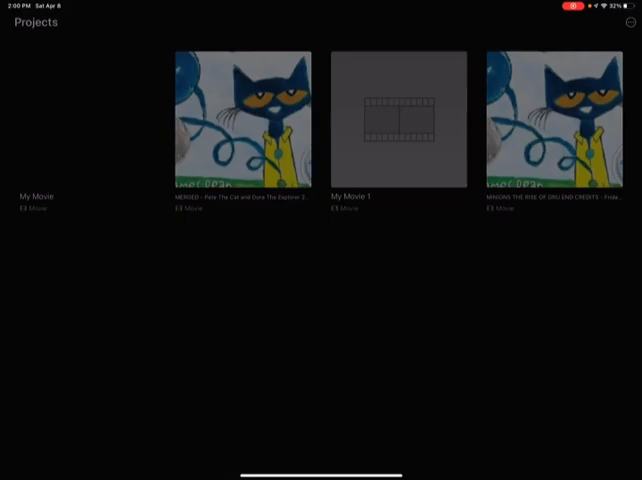 2:00 PM Sat Apr 8
32%
Projects
My Movie
Movie
MERGED - Pete The Cat and Dora The Explorer 2...
Movie
My Movie 1
Movie
MINIONS THE RISE OF GRU END CREDITS - Frida...
Movie